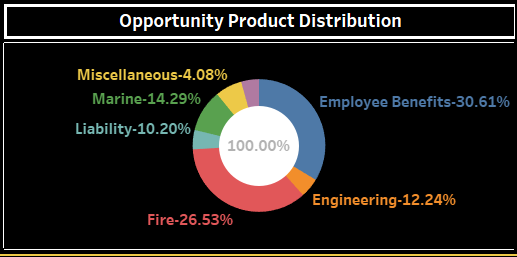 Opportunity Product Distribution
Miscellaneous-4.08%
Marine-14.29%
Employee Benefits-30.61%
Liability-10.20%
100.00%
Engineering-12.24%
Fire-26.53%